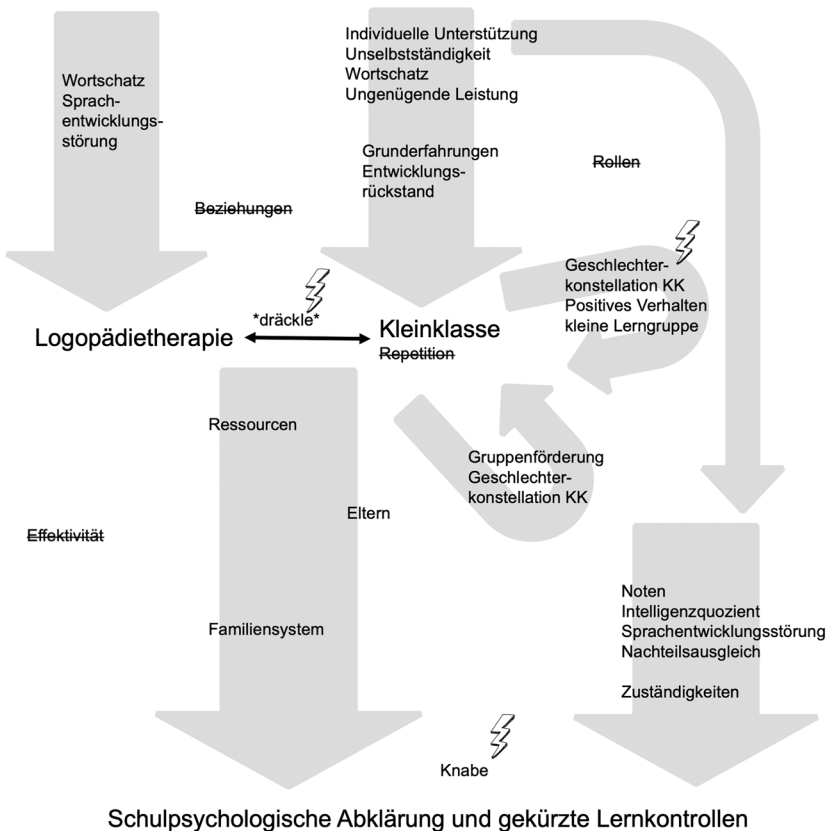 Individuelle Unterstützung
Unselbstständigkeit
Wortschatz
Ungenügende Leistung
Wortschatz
Sprach-
entwicklungs-
störung
Grunderfahrungen
Entwicklungs-
rückstand
Rollen
Beziehungen
Geschlechter-
konstellation KK
Positives Verhalten
kleine Lerngruppe
*dräckle*
Logopädietherapie
Kleinklasse
Repetition
Ressourcen
Gruppenförderung
Geschlechter-
konstellation KK
Eltern
Effektivität
Noten
Intelligenzquozient
Sprachentwicklungsstörung
Nachteilsausgleich
Familiensystem
Zuständigkeiten
Knabe
Schulpsychologische Abklärung und gekürzte Lernkontrollen